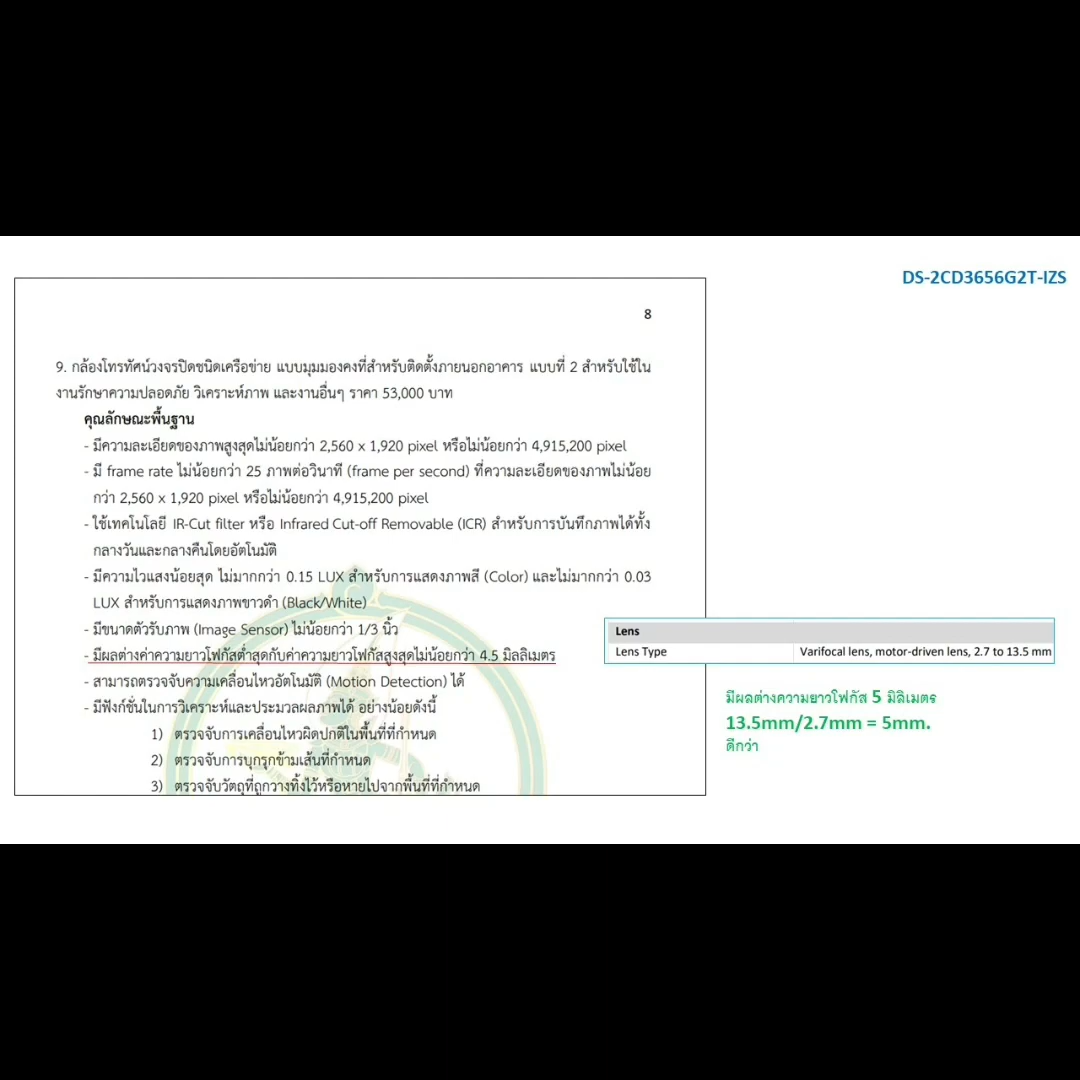 DS-2CD3656G2T-IZS
8
9. กล้องโทรทัศน์วงจรปิดชนิดเครือข่าย แบบมุมมองคงที่สำหรับติดตั้งภายนอกอาคาร แบบที่ 2 สำหรับใช้ใน
งานรักษาความปลอดภัย วิเคราะห์ภาพ และงานอื่นๆ ราคา 53,000 บาท
คุณลักษณะพื้นฐาน
- มีความละเอียดของภาพสูงสุดไม่น้อยกว่า 2,560 x 1,920 pixel หรือไม่น้อยกว่า 4,915,200 pixel
- มี frame rate ไม่น้อยกว่า 25 ภาพต่อวินาที (frame per second) ที่ความละเอียดของภาพไม่น้อย
กว่า 2,560 x 1,920 pixel หรือไม่น้อยกว่า 4,915,200 pixel
- ใช้เทคโนโลยี IR-Cut filter หรือ Infrared Cut-off Removable (ICR) สำหรับการบันทึกภาพได้ทั้ง
กลางวันและกลางคืนโดยอัตโนมัติ
- มีความไวแสงน้อยสุด ไม่มากกว่า 0.15 LUX สำหรับการแสดงภาพสี (Color) และไม่มากกว่า 0.03
LUX สำหรับการแสดงภาพขาวดำ (Black/White)
- มีขนาดตัวรับภาพ (Image Sensor) ไม่น้อยกว่า 1/3 นิ้ว
- มีผลต่างค่าความยาวโฟกัสต่ำสุดกับค่าความยาวโฟกัสสูงสุดไม่น้อยกว่า 4.5 มิลลิเมตร
- สามารถตรวจจับความเคลื่อนไหวอัตโนมัติ (Motion Detection) ได้
- มีฟังก์ชั่นในการวิเคราะห์และประมวลผลภาพได้ อย่างน้อยดังนี้
1) ตรวจจับการเคลื่อนไหวผิดปกติในพื้นที่ที่กำหนด
2) ตรวจจับการบุกรุกข้ามเส้นที่กำหนด
3) ตรวจจับวัตถุที่ถูกวางทิ้งไว้หรือหายไปจากพื้นที่ที่กำหนด
Lens
Lens Type Varifocal lens, motor-driven lens, 2.7 to 13.5 mm
มีผลต่างความยาวโฟกัส 5 มิลิเมตร
13.5mm/2.7mm = 5mm.
ดีกว่า